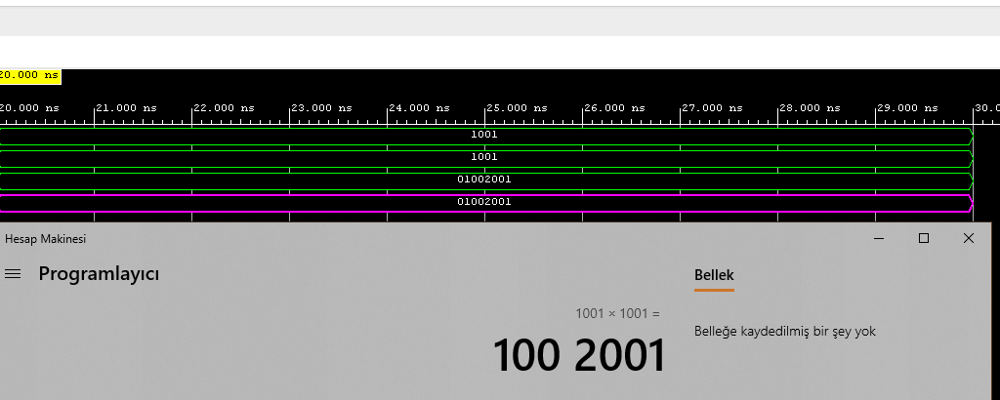 20.000 ns
20.000 ns 21.000 ns 22.000 ns 23.000 ns 24.000 ns 25.000 ns 26.000 ns 27.000 ns 28.000 ns 29.000 ns 30.0
1001
1001
01002001
01002001
Hesap Makinesi
Programlayıcı
Bellek
1001 × 1001 =
100 2001
Belleğe kaydedilmiş bir şey yok